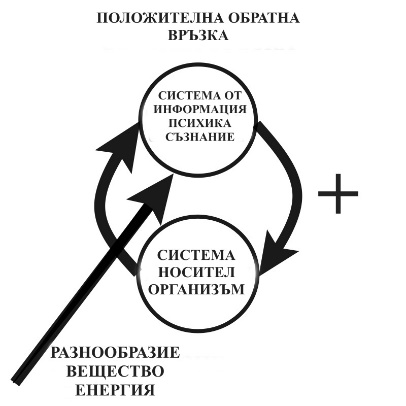 ПОЛОЖИТЕЛНА ОБРАТНА
ВРЪЗКА
СИСТЕМА ОТ
ИНФОРМАЦИЯ
ПСИХИКА
СЪЗНАНИЕ
+
СИСТЕМА
НОСИТЕЛ
ОРГАНИЗЪМ
РАЗНООБРАЗИЕ
ВЕЩЕСТВО
ЕНЕРГИЯ